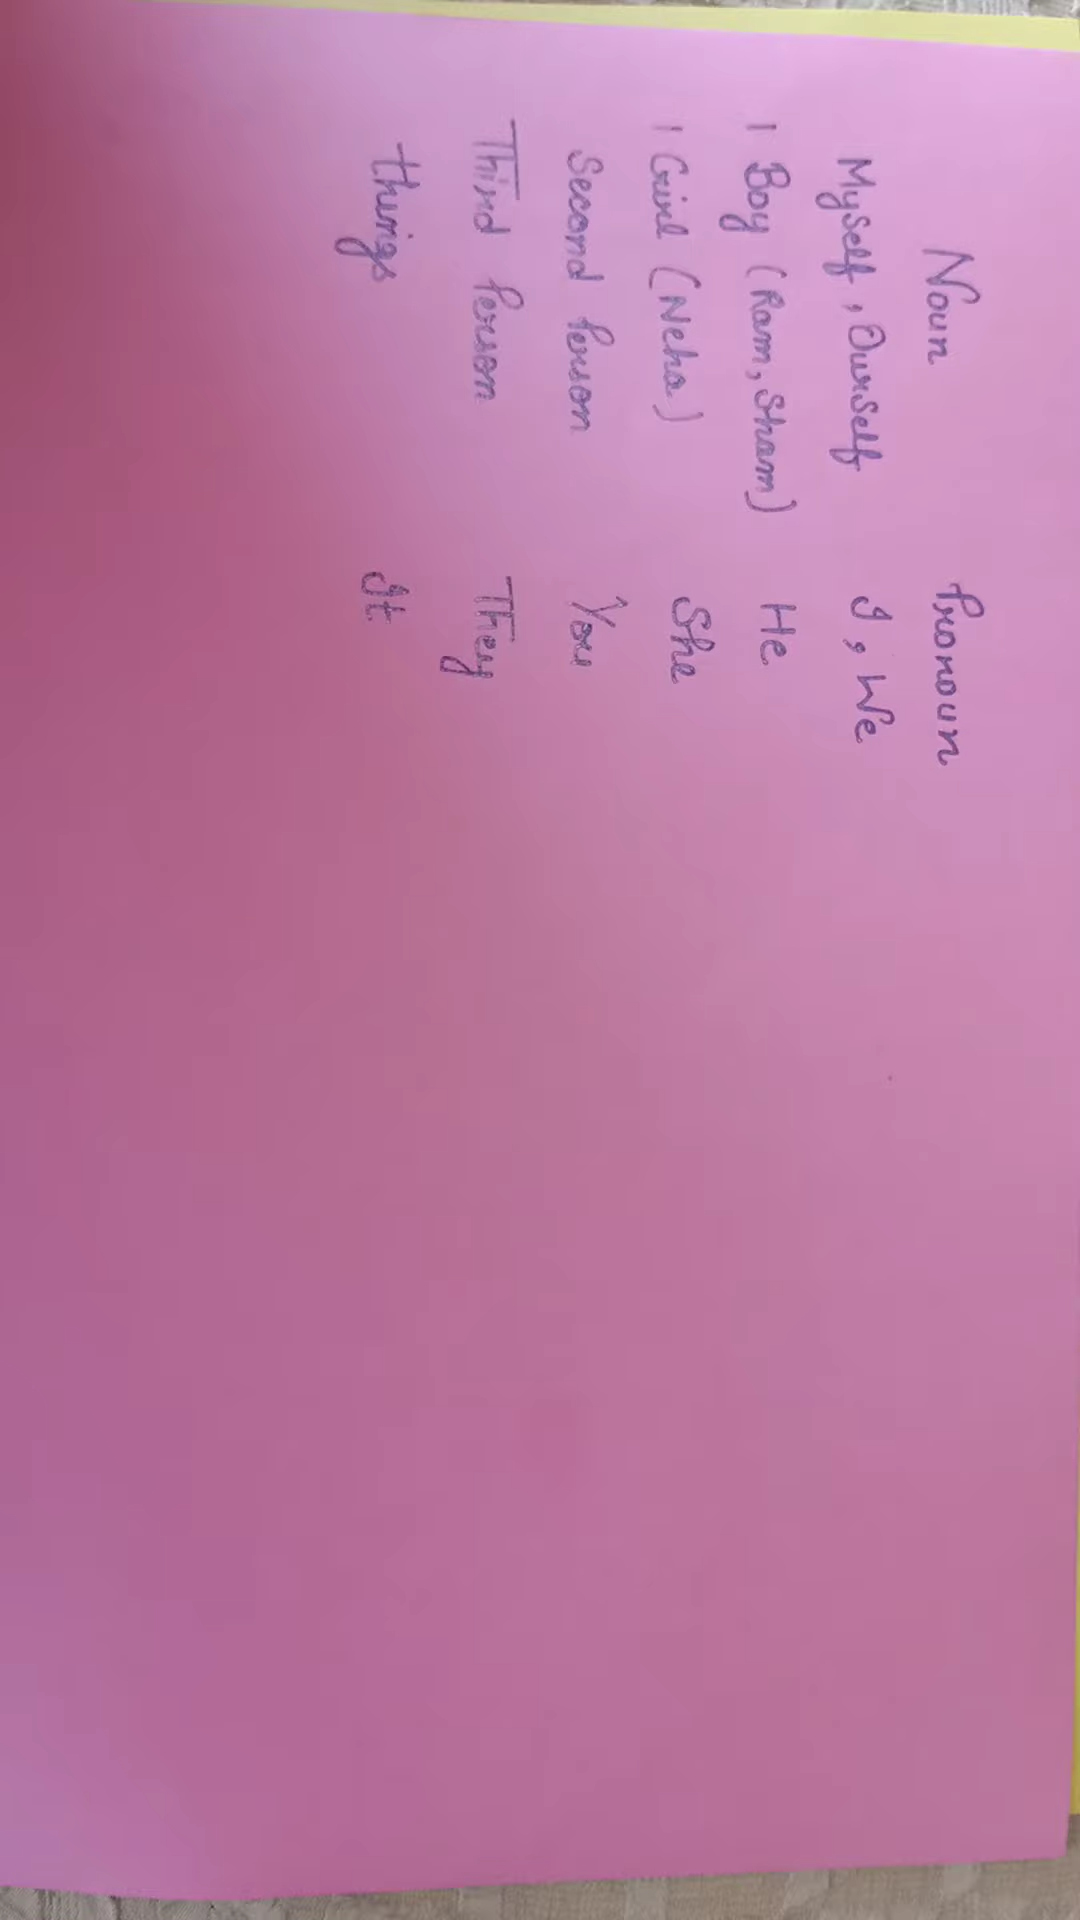 Noun Pronoun
Myself, Ourself I, We
1 Boy (Ram, Sham) He
1 Girl (Neha) She
Second Person You
Third Person They
things It